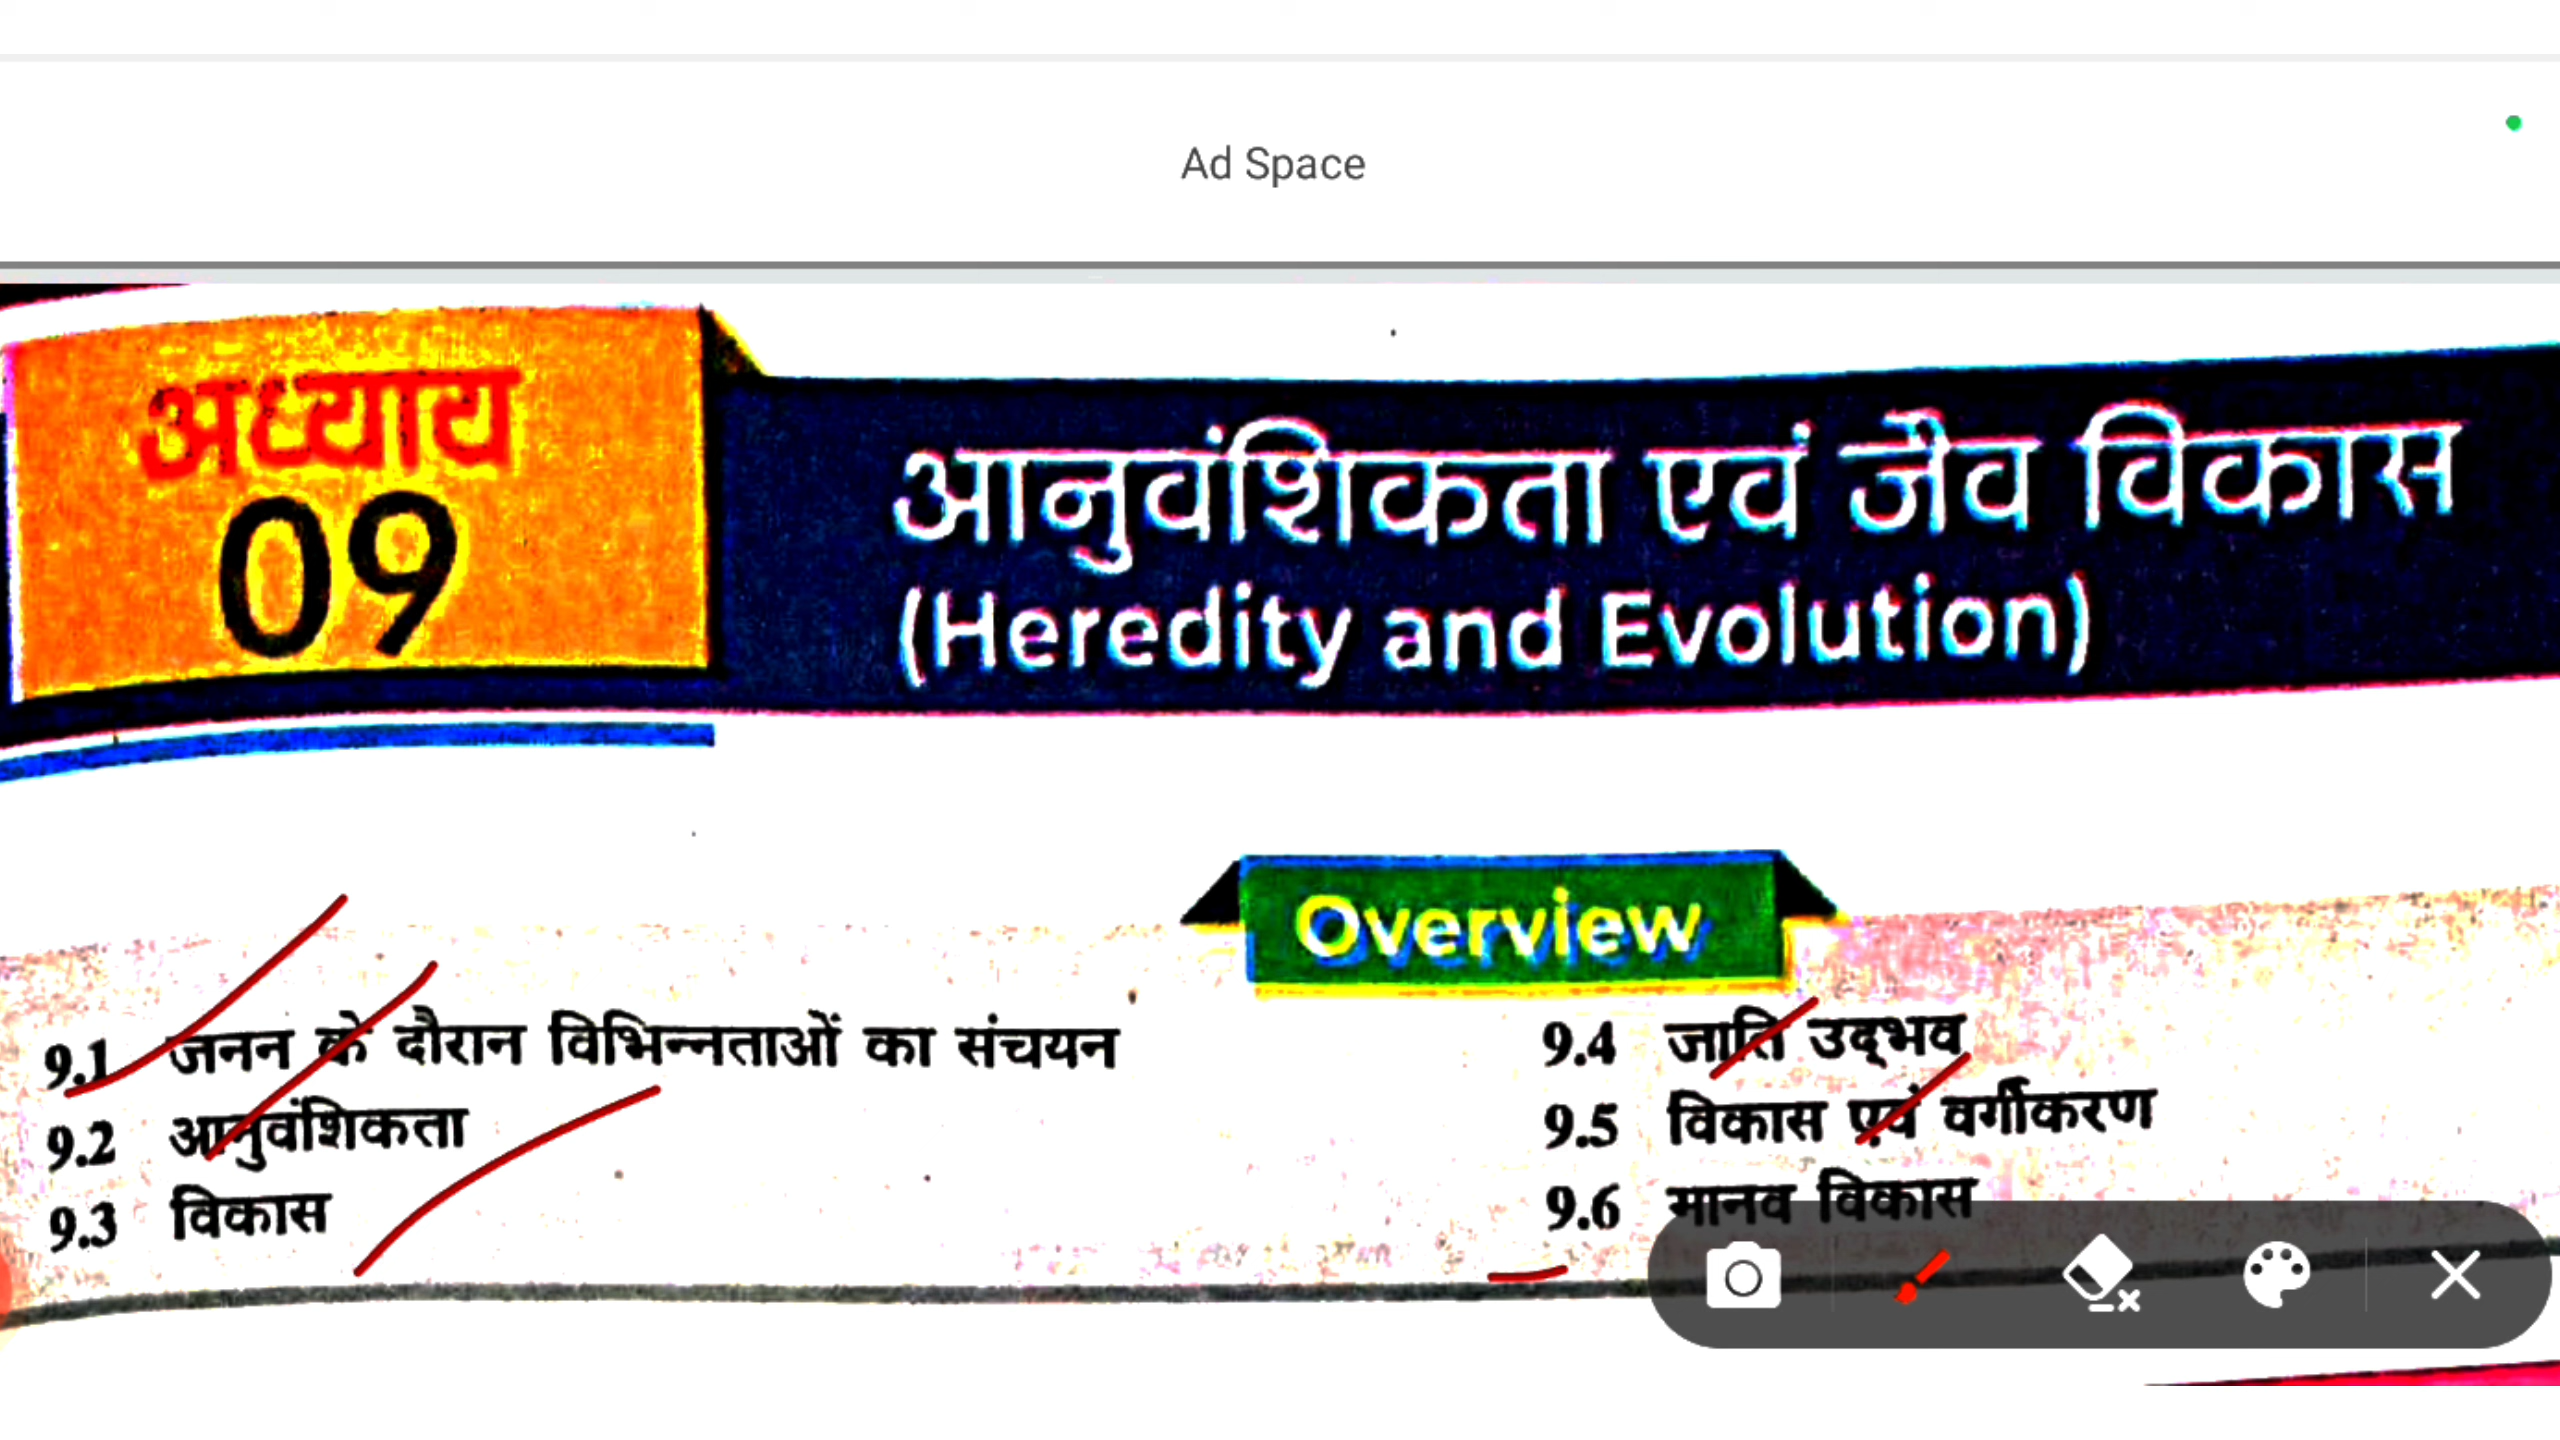 Ad Space
अध्याय
09
आनुवंशिकता एवं जैव विकास
(Heredity and Evolution)
Overview
9.1 जनन के दौरान विभिन्नताओं का संचयन
9.2 आनुवंशिकता
9.3 विकास
9.4 जाति उद्भव
9.5 विकास एवं वर्गीकरण
9.6 मानव विकास